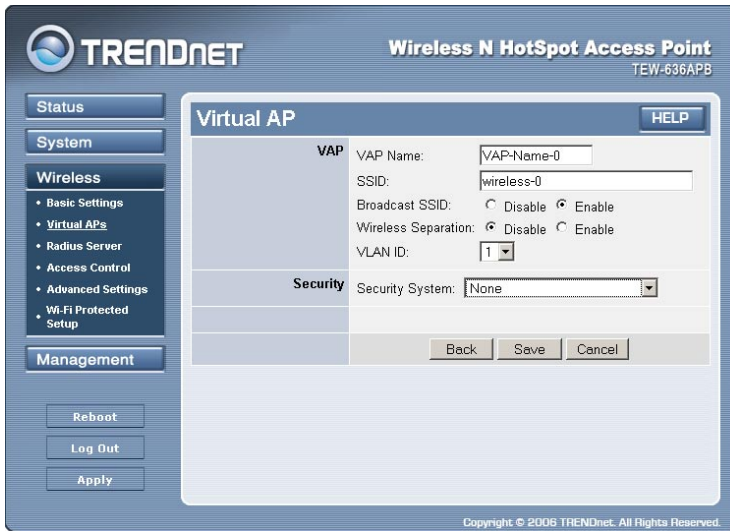 TRENDNET
Wireless N HotSpot Access Point
TEW-636APB
Status
System
Wireless
• Basic Settings
• Virtual APs
• Radius Server
• Access Control
• Advanced Settings
• Wi-Fi Protected
Setup
Management
Reboot
Log Out
Apply
Virtual AP
HELP
VAP
VAP Name: VAP-Name-0
SSID: wireless-0
Broadcast SSID: Disable Enable
Wireless Separation: Disable Enable
VLAN ID: 1
Security
Security System: None
Back Save Cancel
Copyright © 2006 TRENDnet. All Rights Reserved.